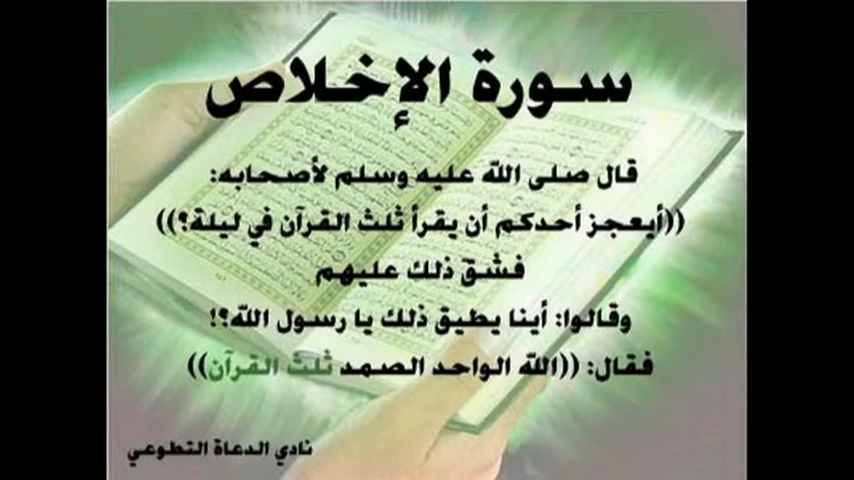 سورة الإخلاص
قال صلى الله عليه وسلم لأصحابه:
((أيعجز أحدكم أن يقرأ ثلث القرآن في ليلة؟))
فشقّ ذلك عليهم
وقالوا: أينا يطيق ذلك يا رسول الله؟!
فقال: ((الله الواحد الصمد ثلث القرآن))
نادي الدعاة التطوعي